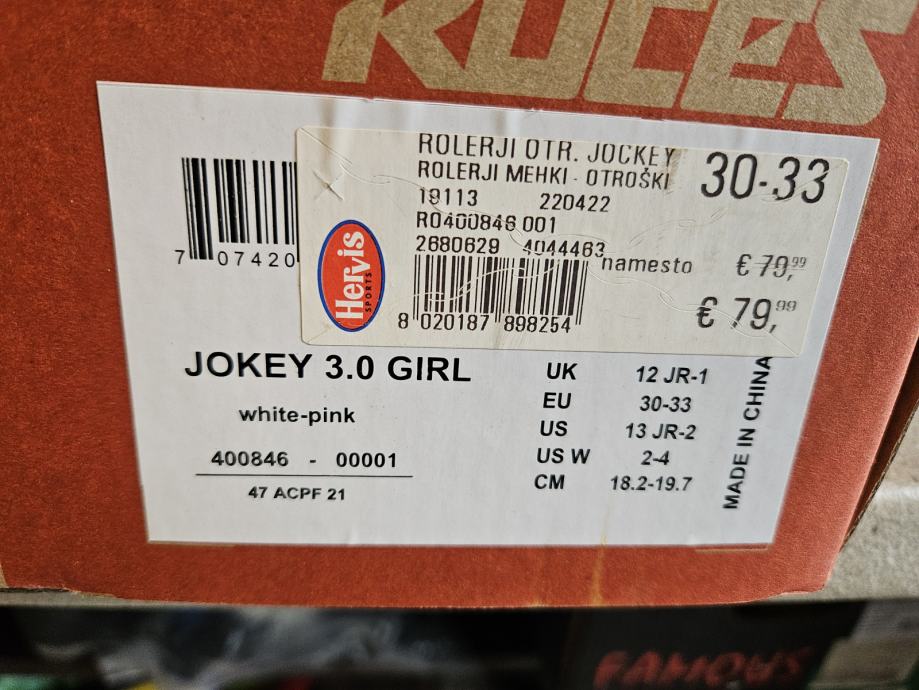 ROCES
ROLERJI OTR. JOCKEY
ROLERJI MEHKI - OTROŠKI
30-33
19113 220422
RO400846 001
2680629 4044463
namesto € 79,99
€ 79,99
Hervis
SPORTS
8 020187 898254
7 07420
JOKEY 3.0 GIRL
white-pink
400846 - 00001
47 ACPF 21
UK 12 JR-1
EU 30-33
US 13 JR-2
US W 2-4
CM 18.2-19.7
MADE IN CHINA
FAMOUS